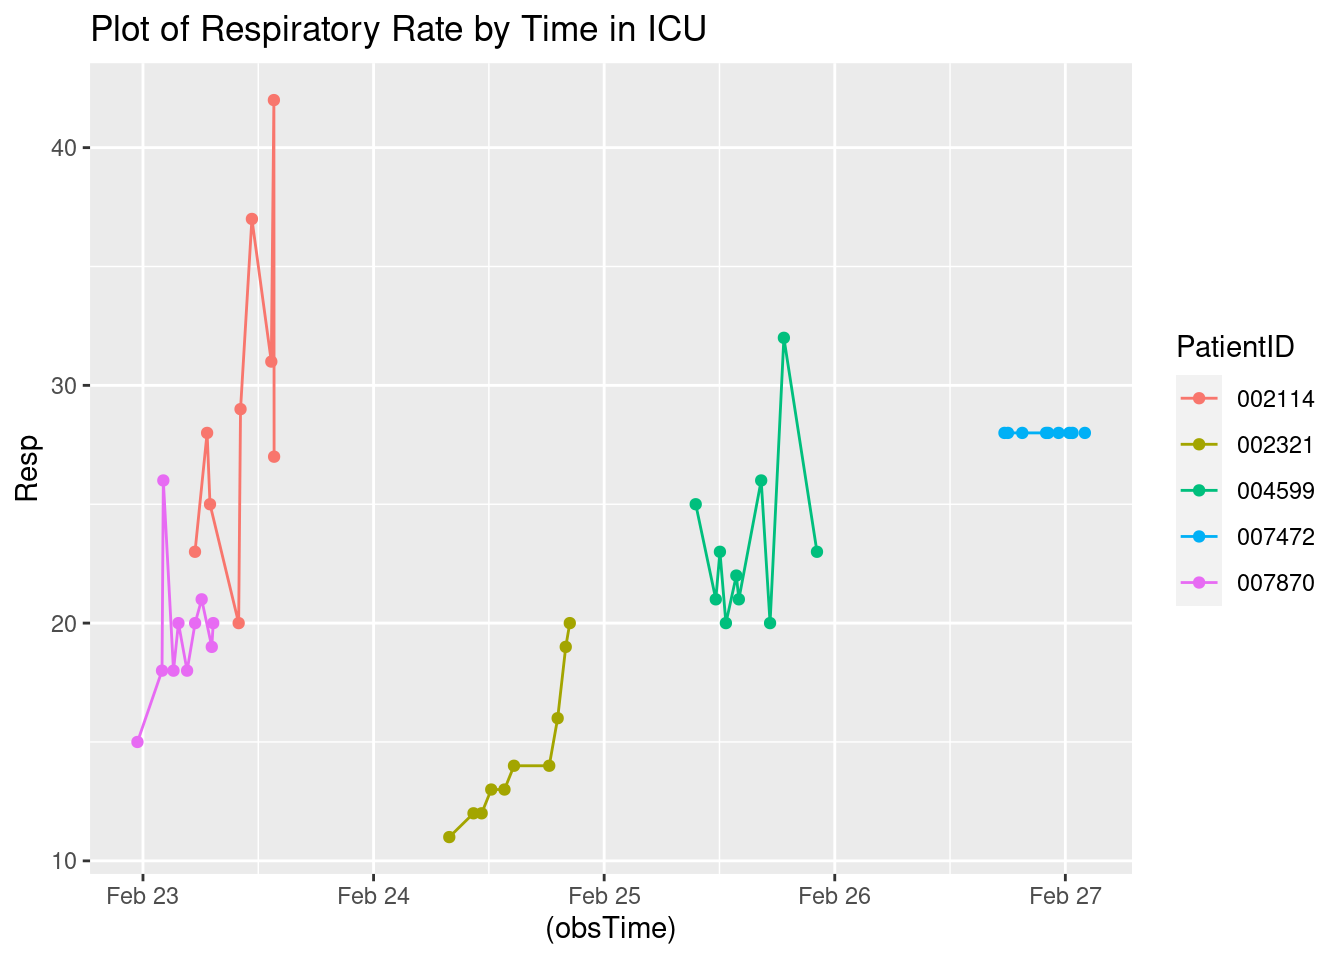 Plot of Respiratory Rate by Time in ICU
40
30
20
10
Resp
Feb 23
Feb 24
Feb 25
Feb 26
Feb 27
(obsTime)
PatientID
002114
002321
004599
007472
007870